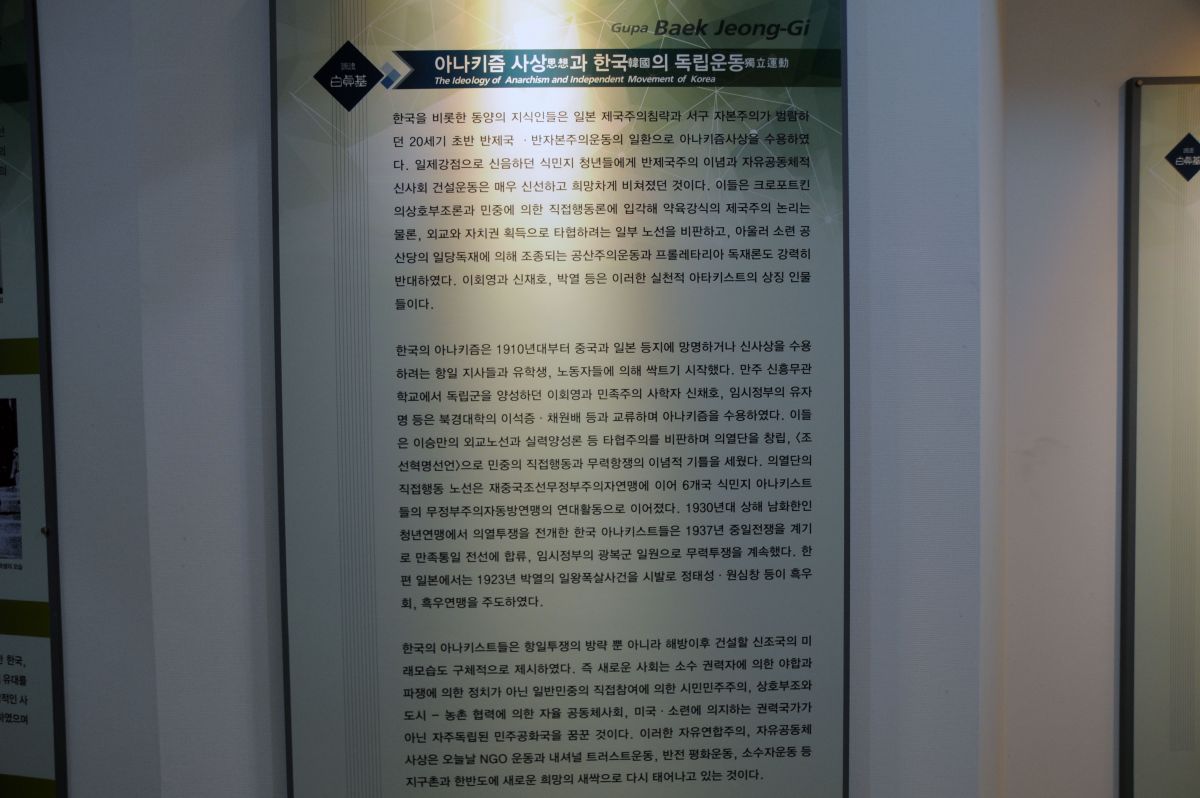 Gupa Baek Jeong-Gi
白貞基
아나키즘 사상思想과 한국韓國의 독립운동獨立運動
The Ideology of Anarchism and Independent Movement of Korea
한국을 비롯한 동양의 지식인들은 일본 제국주의침략과 서구 자본주의가 범람하
던 20세기 초반 반제국 · 반자본주의운동의 일환으로 아나키즘사상을 수용하였
다. 일제강점으로 신음하던 식민지 청년들에게 반제국주의 이념과 자유공동체적
신사회 건설운동은 매우 신선하고 희망차게 비쳐졌던 것이다. 이들은 크로포트킨
의상호부조론과 민중에 의한 직접행동론에 입각해 약육강식의 제국주의 논리는
물론, 외교와 자치권 획득으로 타협하려는 일부 노선을 비판하고, 아울러 소련 공
산당의 일당독재에 의해 조종되는 공산주의운동과 프롤레타리아 독재론도 강력히
반대하였다. 이회영과 신재호, 박열 등은 이러한 실천적 아타키스트의 상징 인물
들이다.
한국의 아나키즘은 1910년대부터 중국과 일본 등지에 망명하거나 신사상을 수용
하려는 항일 지사들과 유학생, 노동자들에 의해 싹트기 시작했다. 만주 신흥무관
학교에서 독립군을 양성하던 이회영과 민족주의 사학자 신채호, 임시정부의 유자
명 등은 북경대학의 이석증 · 채원배 등과 교류하며 아나키즘을 수용하였다. 이들
은 이승만의 외교노선과 실력양성론 등 타협주의를 비판하며 의열단을 창립, 〈조
선혁명선언〉으로 민중의 직접행동과 무력항쟁의 이념적 기틀을 세웠다. 의열단의
직접행동 노선은 재중국조선무정부주의자연맹에 이어 6개국 식민지 아나키스트
들의 무정부주의자동방연맹의 연대활동으로 이어졌다. 1930년대 상해 남화한인
청년연맹에서 의열투쟁을 전개한 한국 아나키스트들은 1937년 중일전쟁을 계기
로 만족통일 전선에 합류, 임시정부의 광복군 일원으로 무력투쟁을 계속했다. 한
편 일본에서는 1923년 박열의 일왕폭살사건을 시발로 정태성 · 원심창 등이 흑우
회, 흑우연맹을 주도하였다.
한국의 아나키스트들은 항일투쟁의 방략 뿐 아니라 해방이후 건설할 신조국의 미
래모습도 구체적으로 제시하였다. 즉 새로운 사회는 소수 권력자에 의한 야합과
파쟁에 의한 정치가 아닌 일반민중의 직접참여에 의한 시민민주주의, 상호부조와
도시 - 농촌 협력에 의한 자율 공동체사회, 미국 · 소련에 의지하는 권력국가가
아닌 자주독립된 민주공화국을 꿈꾼 것이다. 이러한 자유연합주의, 자유공동체
사상은 오늘날 NGO 운동과 내셔널 트러스트운동, 반전 평화운동, 소수자운동 등
지구촌과 한반도에 새로운 희망의 새싹으로 다시 태어나고 있는 것이다.
한 한국,
유대를
적인 사
하였으며
白貞基